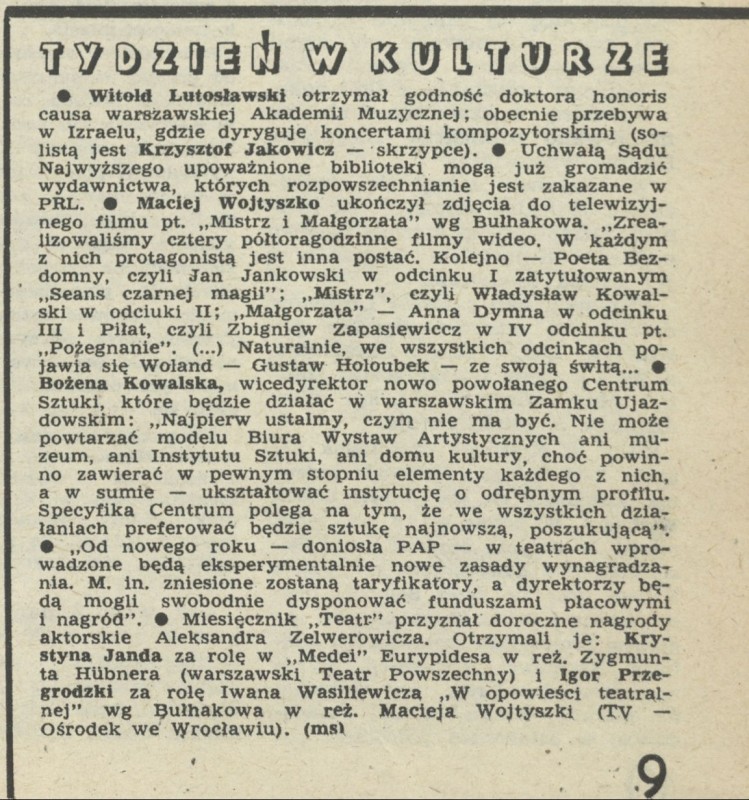 TYDZIEŃ W KULTURZE
● Witold Lutosławski otrzymał godność doktora honoris
causa warszawskiej Akademii Muzycznej; obecnie przebywa
w Izraelu, gdzie dyryguje koncertami kompozytorskimi (so-
listą jest Krzysztof Jakowicz — skrzypce). ● Uchwałą Sądu
Najwyższego upoważnione biblioteki mogą już gromadzić
wydawnictwa, których rozpowszechnianie jest zakazane w
PRL. ● Maciej Wojtyszko ukończył zdjęcia do telewizyj-
nego filmu pt. „Mistrz i Małgorzata” wg Bułhakowa. „Zrea-
lizowaliśmy cztery półtoragodzinne filmy wideo. W każdym
z nich protagonistą jest inna postać. Kolejno — Poeta Bez-
domny, czyli Jan Jankowski w odcinku I zatytułowanym
„Seans czarnej magii”; „Mistrz”, czyli Władysław Kowal-
ski w odciuki II; „Małgorzata” — Anna Dymna w odcinku
III i Piłat, czyli Zbigniew Zapasiewiccz w IV odcinku pt.
„Pożegnanie”. (...) Naturalnie, we wszystkich odcinkach po-
jawia się Woland — Gustaw Holoubek — ze swoją świtą... ●
Bożena Kowalska, wicedyrektor nowo powołanego Centrum
Sztuki, które będzie działać w warszawskim Zamku Ujaz-
dowskim: „Najpierw ustalmy, czym nie ma być. Nie może
powtarzać modelu Biura Wystaw Artystycznych ani mu-
zeum, ani Instytutu Sztuki, ani domu kultury, choć powin-
no zawierać w pewnym stopniu elementy każdego z nich,
a w sumie — ukształtować instytucję o odrębnym profilu.
Specyfika Centrum polega na tym, że we wszystkich dzia-
łaniach preferować będzie sztukę najnowszą, poszukującą”.
● „Od nowego roku — doniosła PAP — w teatrach wpro-
wadzone będą eksperymentalnie nowe zasady wynagradza-
nia. M. in. zniesione zostaną taryfikatory, a dyrektorzy bę-
dą mogli swobodnie dysponować funduszami płacowymi
i nagród”. ● Miesięcznik „Teatr” przyznał doroczne nagrody
aktorskie Aleksandra Zelwerowicza. Otrzymali je: Kry-
styna Janda za rolę w „Medei” Eurypidesa w reż. Zygmun-
ta Hübnera (warszawski Teatr Powszechny) i Igor Prze-
grodzki za rolę Iwana Wasiliewicza „W opowieści teatral-
nej” wg Bułhakowa w reż. Macieja Wojtyszki (TV —
Ośrodek we Wrocławiu). (ms)
9